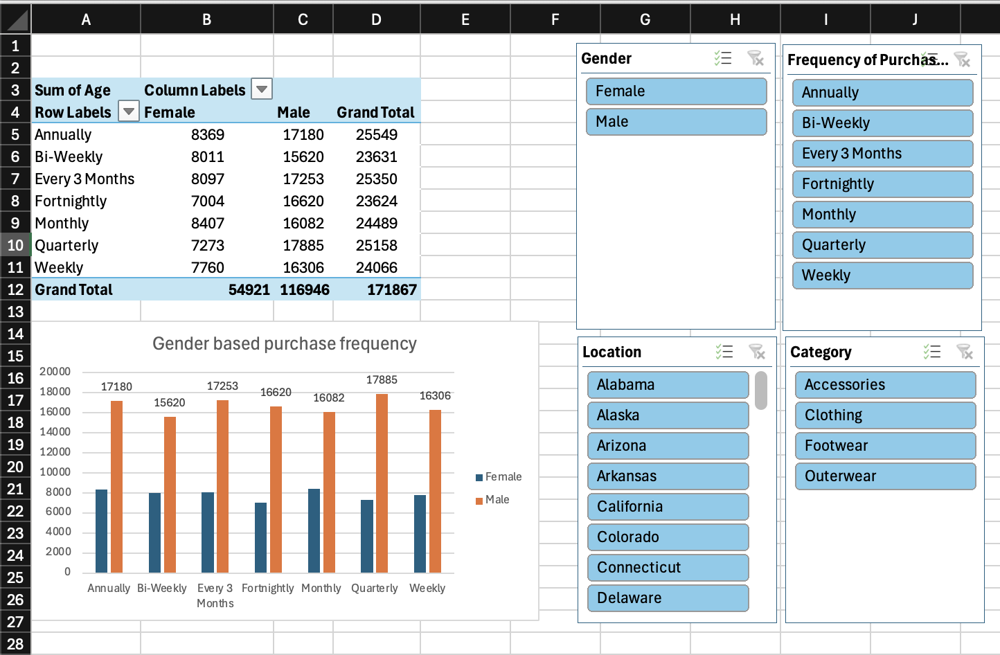 A B C D E F G H I J
1
2
3 Sum of Age Column Labels
4 Row Labels Female Male Grand Total
5 Annually 8369 17180 25549
6 Bi-Weekly 8011 15620 23631
7 Every 3 Months 8097 17253 25350
8 Fortnightly 7004 16620 23624
9 Monthly 8407 16082 24489
10 Quarterly 7273 17885 25158
11 Weekly 7760 16306 24066
12 Grand Total 54921 116946 171867
13
14
15
16
17
18
19
20
21
22
23
24
25
26
27
28
Gender based purchase frequency
20000
18000
16000
14000
12000
10000
8000
6000
4000
2000
0
17180 15620 17253 16620 16082 17885 16306
Annually Bi-Weekly Every 3 Months Fortnightly Monthly Quarterly Weekly
Female
Male
Gender
Female
Male
Frequency of Purchas...
Annually
Bi-Weekly
Every 3 Months
Fortnightly
Monthly
Quarterly
Weekly
Location
Alabama
Alaska
Arizona
Arkansas
California
Colorado
Connecticut
Delaware
Category
Accessories
Clothing
Footwear
Outerwear